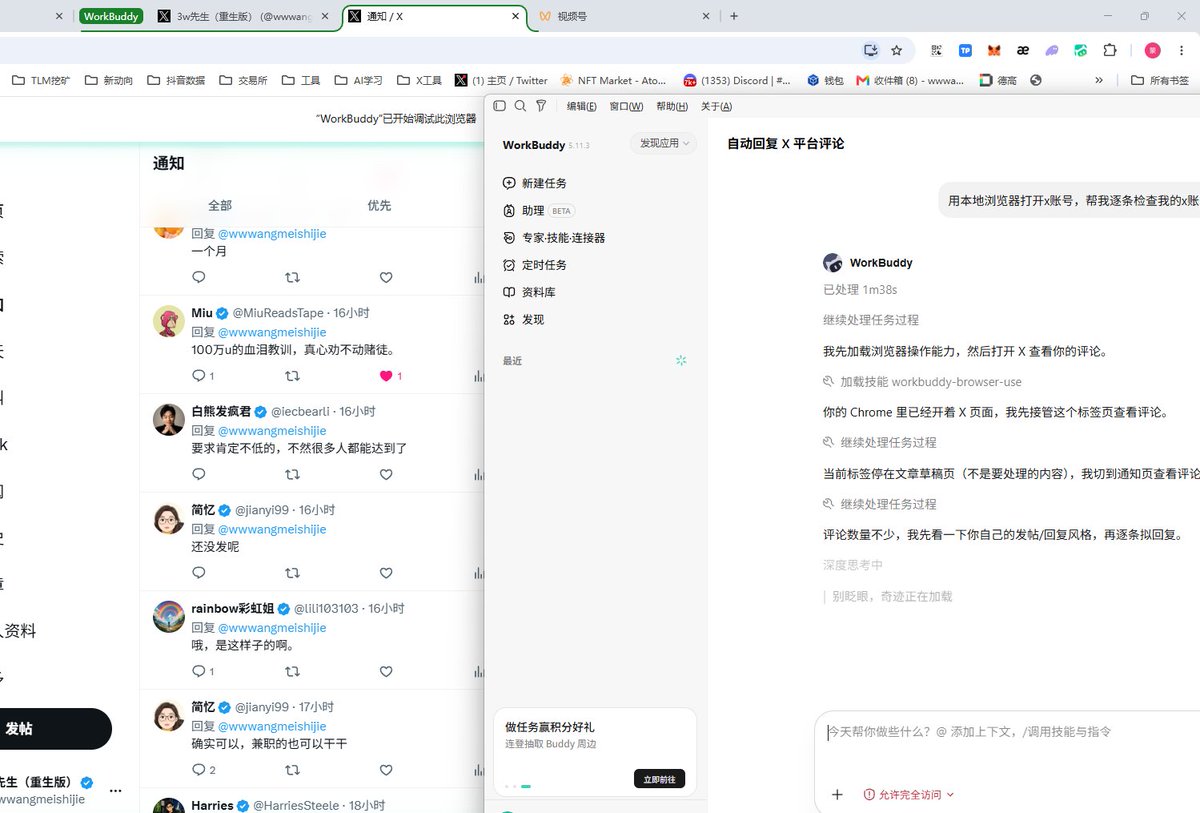 WorkBuddy
3w先生（重生版）（@wwwang
通知 / X
视频号
TLM挖矿
新动向
抖音数据
交易所
工具
AI学习
X工具
(1) 主页 / Twitter
NFT Market - Ato...
(1353) Discord | #...
钱包
收件箱 (8) - wwwa...
德高
所有书签
"WorkBuddy"已开始调试此浏览器
通知
全部
优先
回复 @wwwangmeishijie
一个月
Miu @MiuReadsTape · 16小时
回复 @wwwangmeishijie
100万u的血泪教训，真心劝不动赌徒。
1
1
白熊发疯君 @iecbearli · 16小时
回复 @wwwangmeishijie
要求肯定不低的，不然很多人都能达到了
简忆 @jianyi99 · 16小时
回复 @wwwangmeishijie
还没发呢
rainbow彩虹姐 @lili103103 · 16小时
回复 @wwwangmeishijie
哦，是这样子的啊。
1
简忆 @jianyi99 · 17小时
回复 @wwwangmeishijie
确实可以，兼职的也可以干干
2
Harries @HarriesSteele · 18小时
人资料
发帖
先生（重生版）
wwangmeishijie
编辑(E)
窗口(W)
帮助(H)
关于(A)
WorkBuddy 5.11.3
发现应用
新建任务
助理 BETA
专家·技能·连接器
定时任务
资料库
发现
最近
做任务赢积分好礼
连登抽取 Buddy 周边
立即前往
自动回复 X 平台评论
用本地浏览器打开x账号，帮我逐条检查我的x账
WorkBuddy
已处理 1m38s
继续处理任务过程
我先加载浏览器操作能力，然后打开 X 查看你的评论。
加载技能 workbuddy-browser-use
你的 Chrome 里已经开着 X 页面，我先接管这个标签页查看评论。
继续处理任务过程
当前标签停在文章草稿页（不是要处理的内容），我切到通知页查看评论
继续处理任务过程
评论数量不少，我先看一下你自己的发帖/回复风格，再逐条拟回复。
深度思考中
别眨眼，奇迹正在加载
今天帮你做些什么？@ 添加上下文，/调用技能与指令
允许完全访问